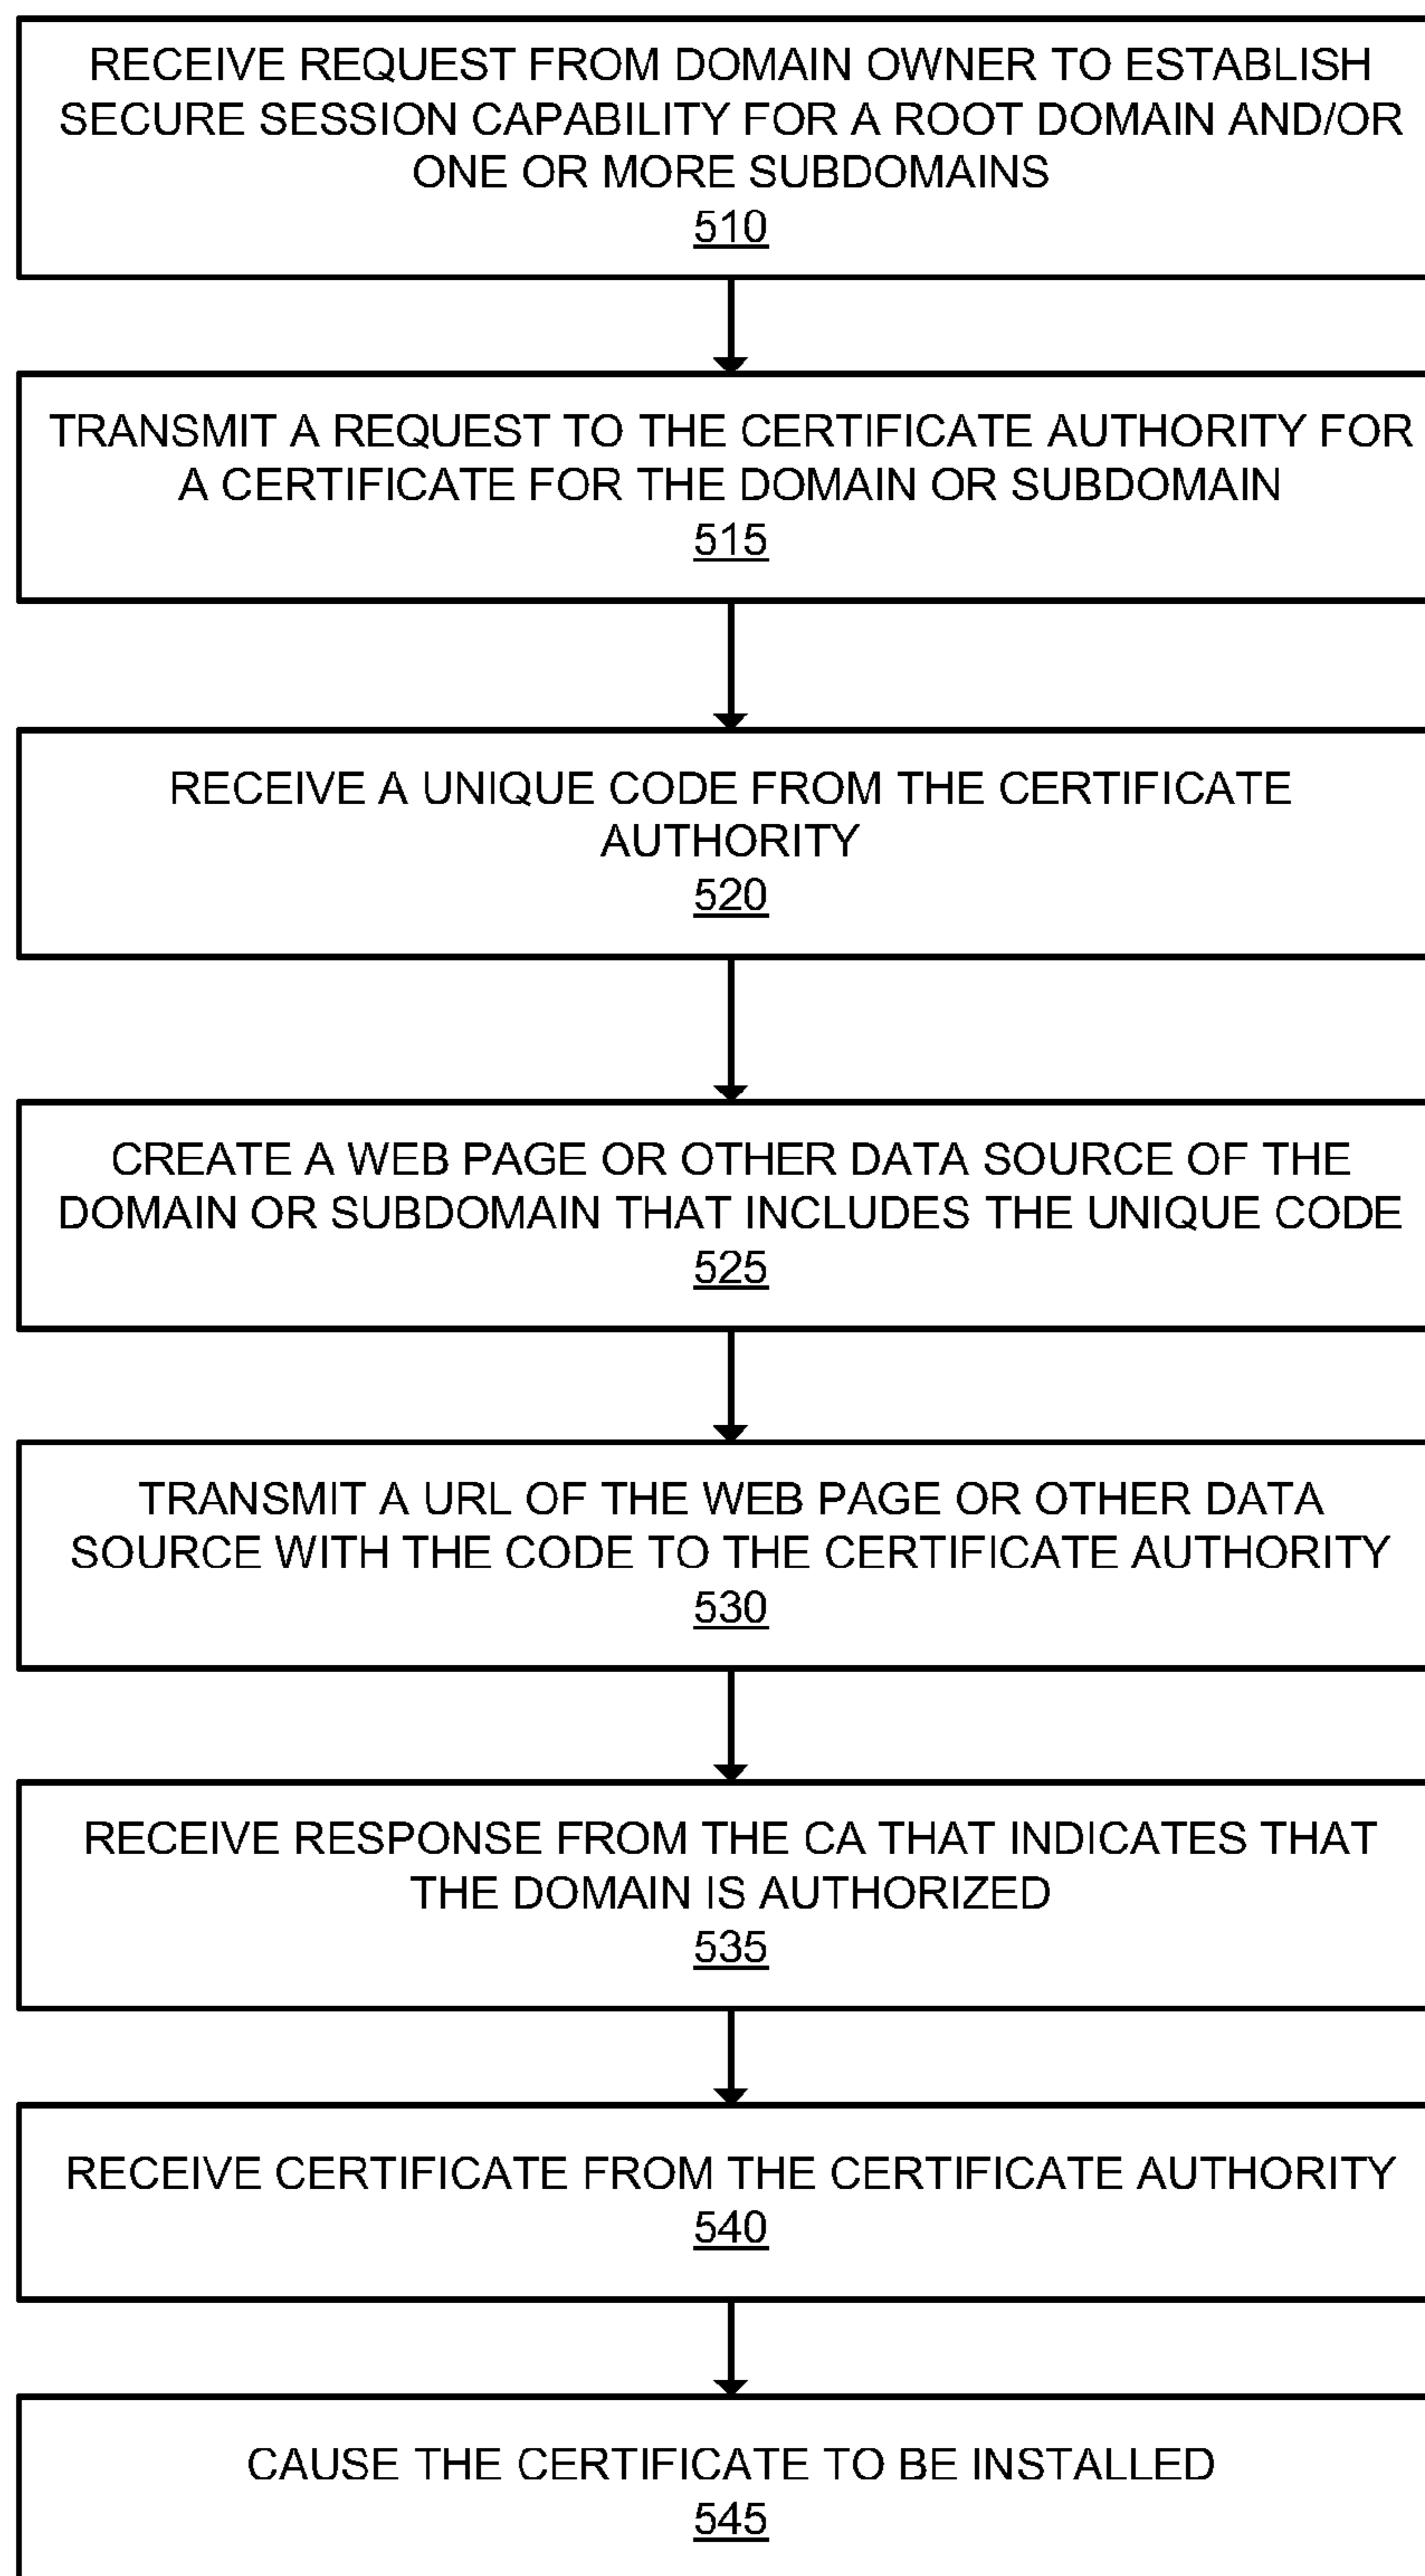 RECEIVE REQUEST FROM DOMAIN OWNER TO ESTABLISH
SECURE SESSION CAPABILITY FOR A ROOT DOMAIN AND/OR
ONE OR MORE SUBDOMAINS
510
TRANSMIT A REQUEST TO THE CERTIFICATE AUTHORITY FOR
A CERTIFICATE FOR THE DOMAIN OR SUBDOMAIN
515
RECEIVE A UNIQUE CODE FROM THE CERTIFICATE
AUTHORITY
520
CREATE A WEB PAGE OR OTHER DATA SOURCE OF THE
DOMAIN OR SUBDOMAIN THAT INCLUDES THE UNIQUE CODE
525
TRANSMIT A URL OF THE WEB PAGE OR OTHER DATA
SOURCE WITH THE CODE TO THE CERTIFICATE AUTHORITY
530
RECEIVE RESPONSE FROM THE CA THAT INDICATES THAT
THE DOMAIN IS AUTHORIZED
535
RECEIVE CERTIFICATE FROM THE CERTIFICATE AUTHORITY
540
CAUSE THE CERTIFICATE TO BE INSTALLED
545